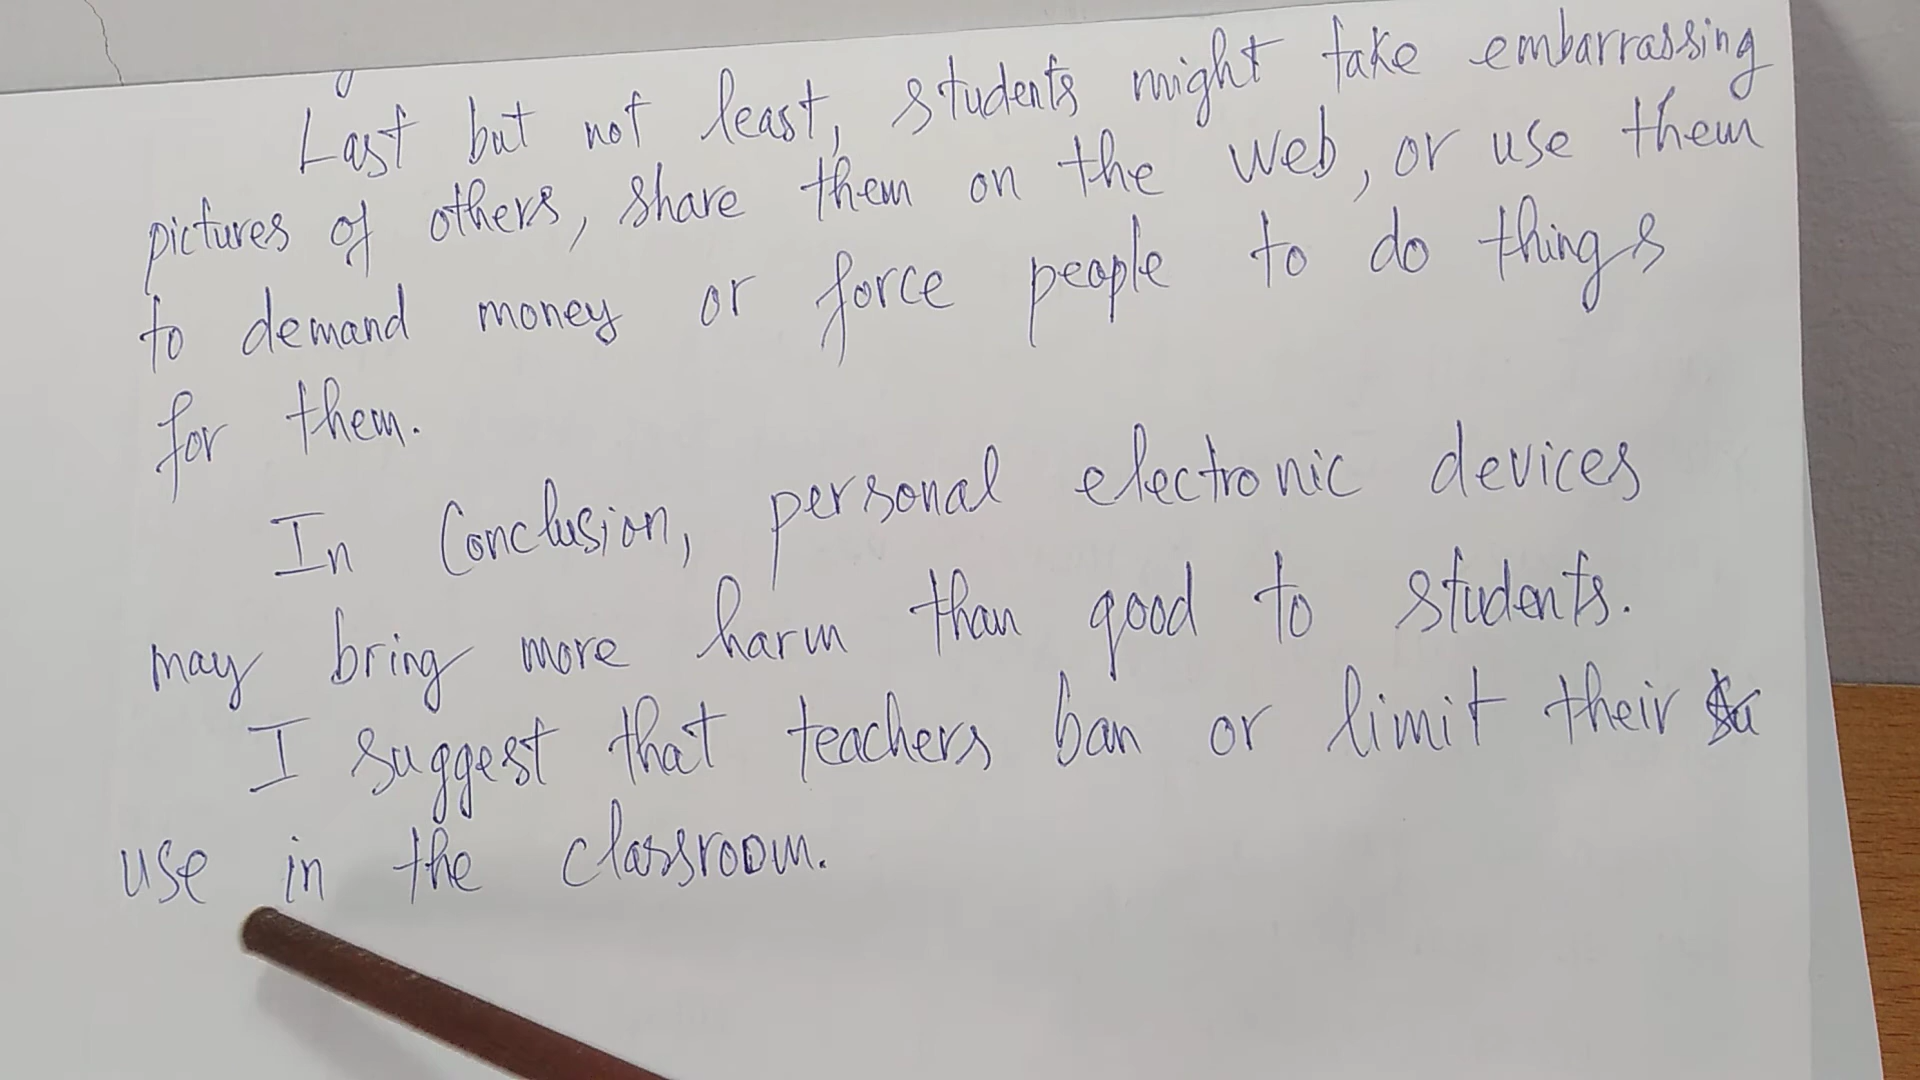 Last but not least, students might take embarrassing
pictures of others, share them on the web, or use them
to demand money or force people to do things
for them.
In Conclusion, personal electronic devices
may bring more harm than good to students.
I suggest that teachers ban or limit their
use in the classroom.